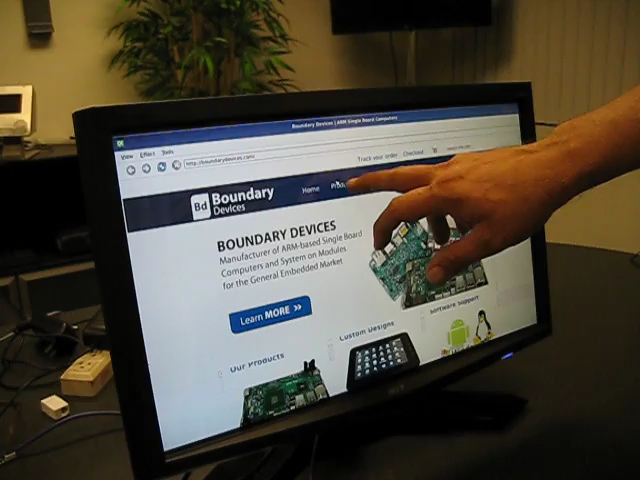 Boundary Devices | ARM Single Board Computers
View Effect Tools
http://boundarydevices.com/
Track your order Checkout
Bd Boundary
Devices
Home
BOUNDARY DEVICES
Manufacturer of ARM-based Single Board
Computers and System on Modules
for the General Embedded Market
Learn MORE »
Our Products
Custom Designs
Software Support
acer